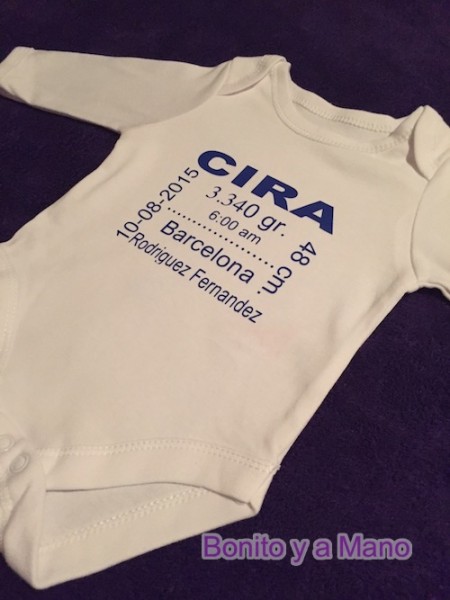 CIRA
3.340 gr.
6:00 am
10-08-2015
48 cm.
Barcelona
Rodriguez Fernandez
Bonito y a Mano